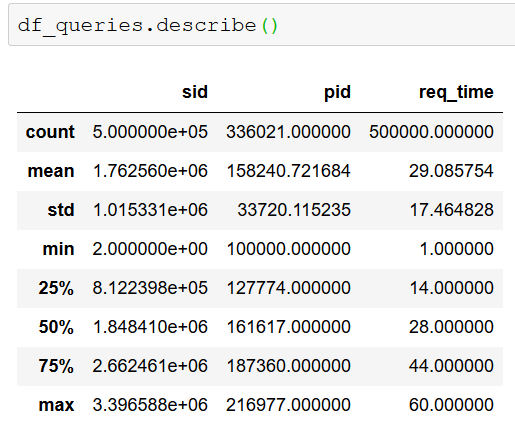 df_queries.describe()
sid pid req_time
count 5.000000e+05 336021.000000 500000.000000
mean 1.762560e+06 158240.721684 29.085754
std 1.015331e+06 33720.115235 17.464828
min 2.000000e+00 100000.000000 1.000000
25% 8.122398e+05 127774.000000 14.000000
50% 1.848410e+06 161617.000000 28.000000
75% 2.662461e+06 187360.000000 44.000000
max 3.396588e+06 216977.000000 60.000000